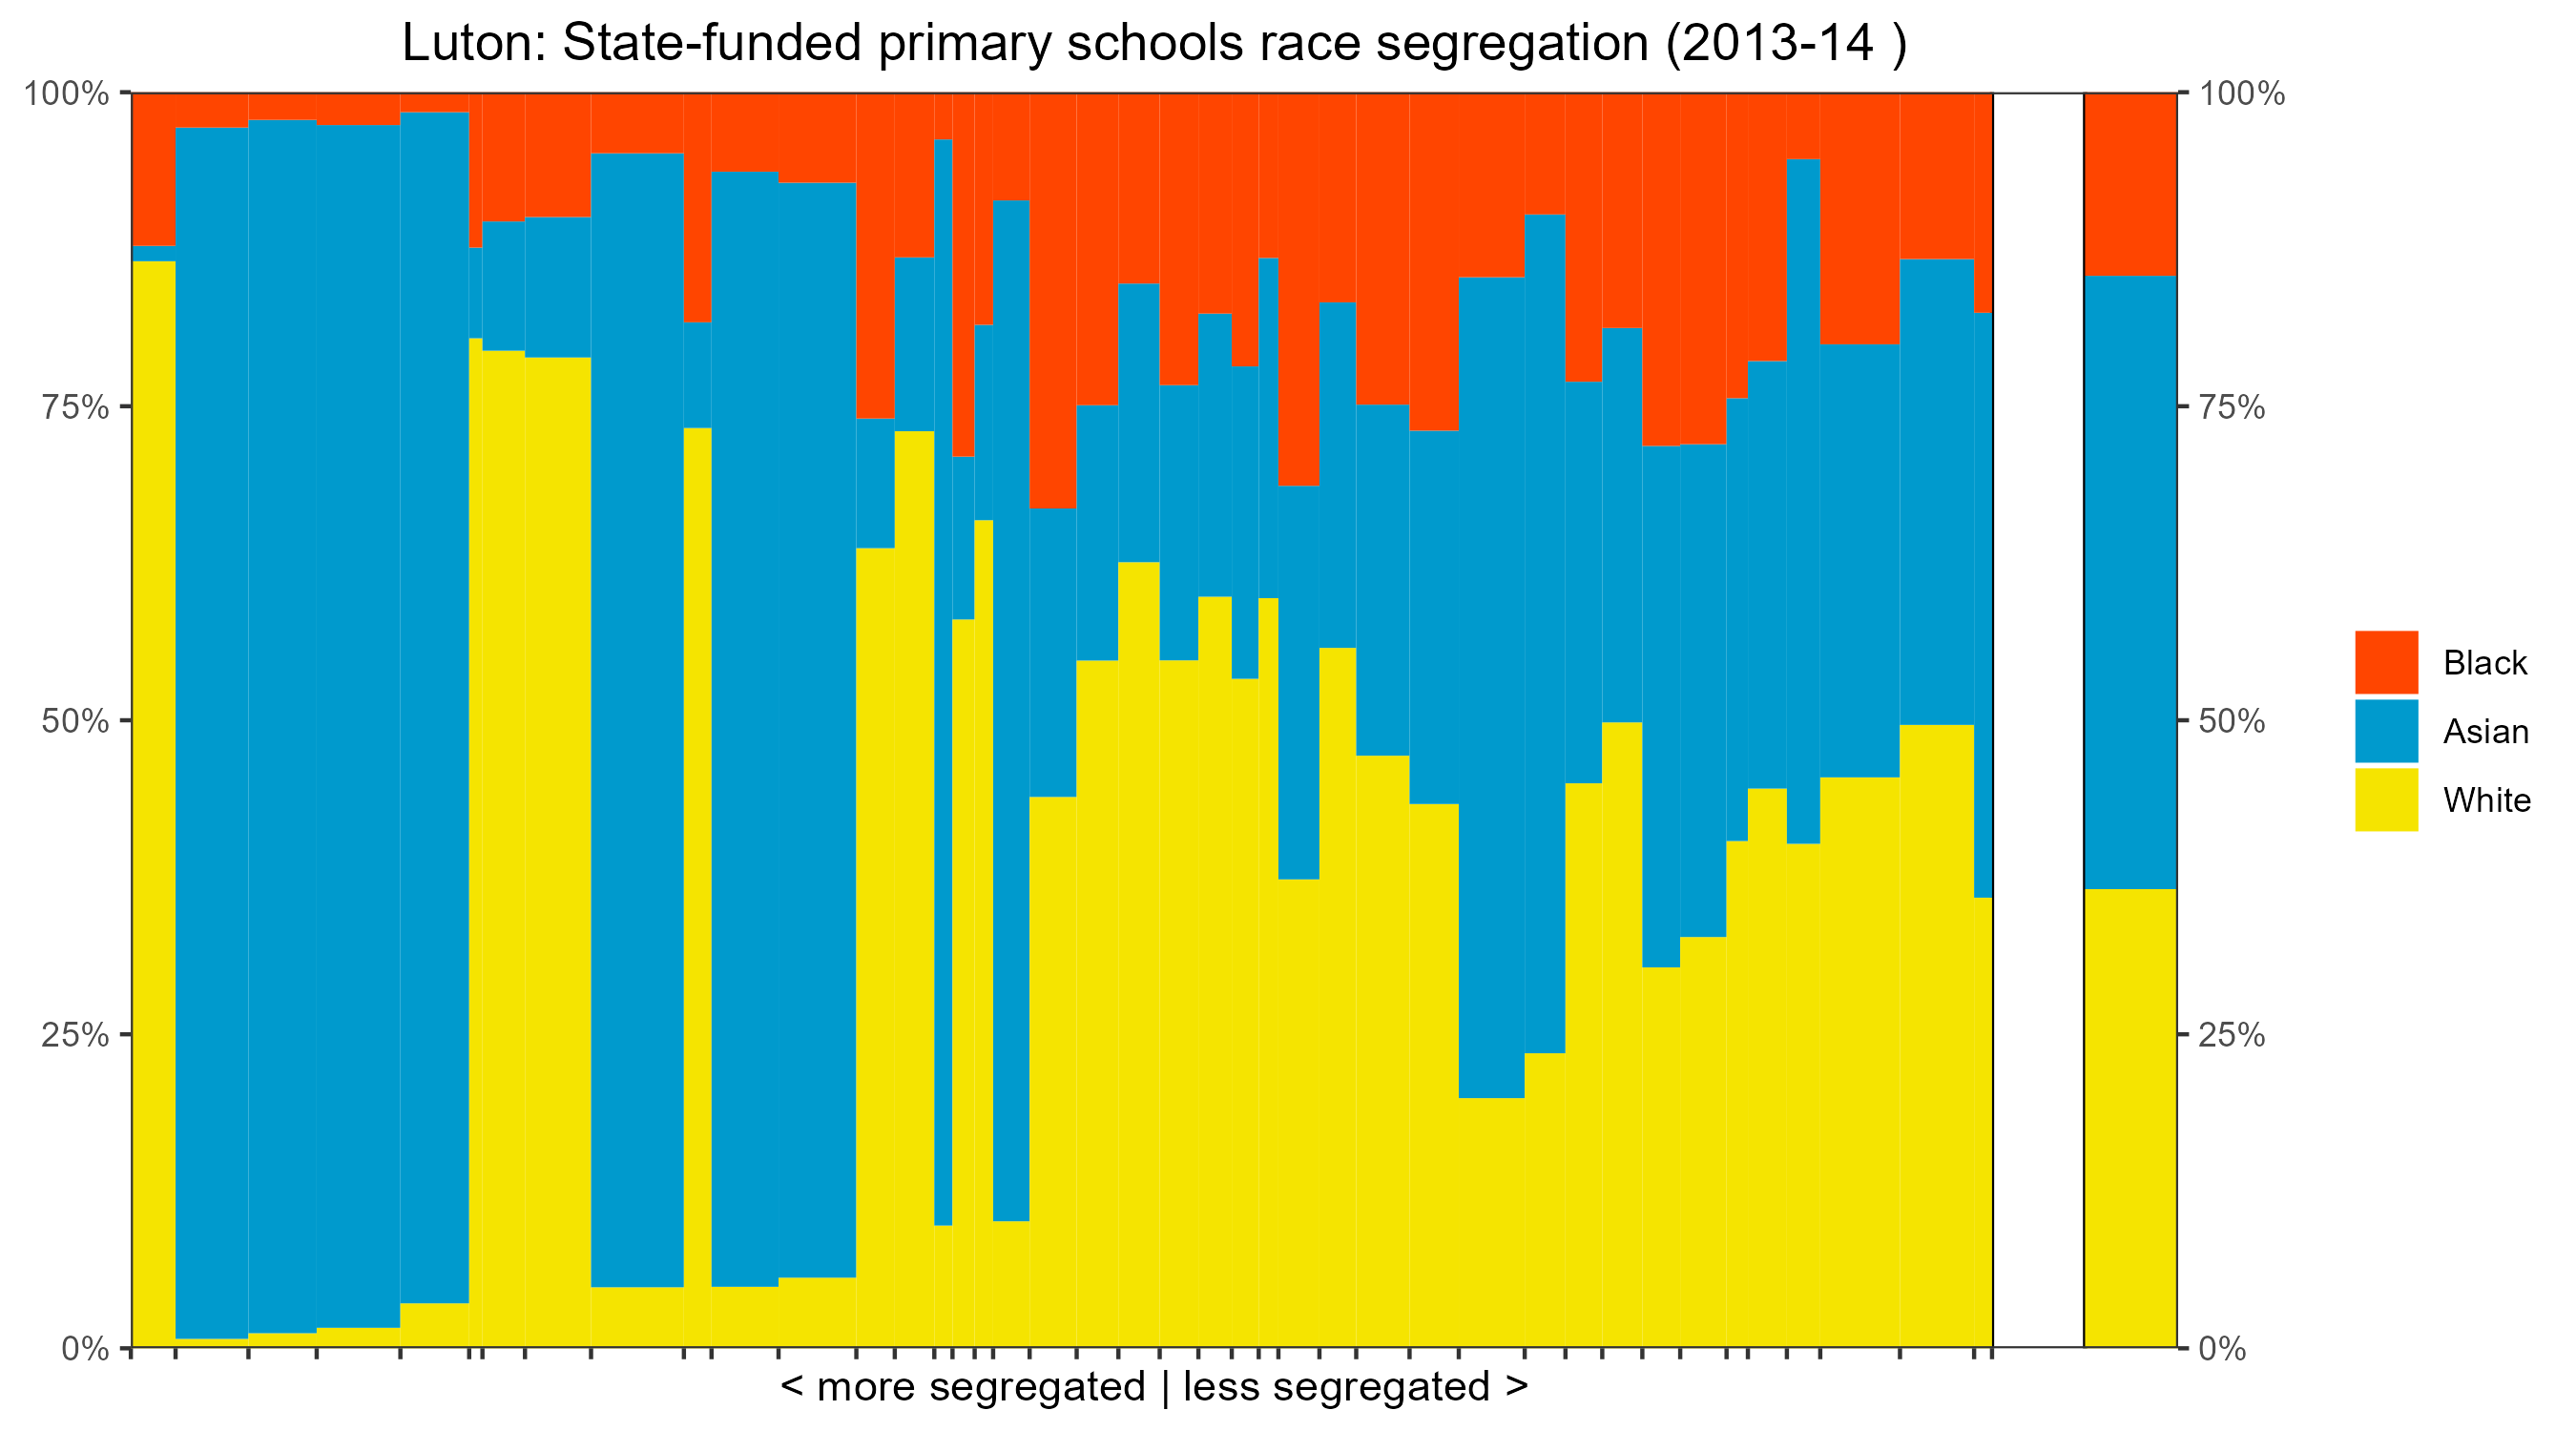 Luton: State-funded primary schools race segregation (2013-14 )
100%
75%
50%
25%
0%
100%
75%
50%
25%
0%
Black
Asian
White
< more segregated | less segregated >